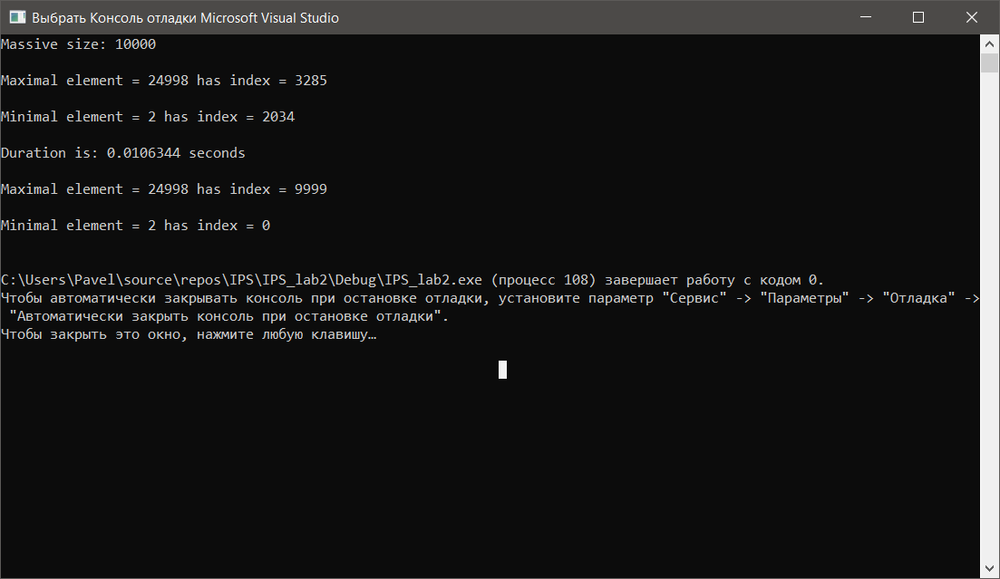 Выбрать Консоль отладки Microsoft Visual Studio
Massive size: 10000
Maximal element = 24998 has index = 3285
Minimal element = 2 has index = 2034
Duration is: 0.0106344 seconds
Maximal element = 24998 has index = 9999
Minimal element = 2 has index = 0
C:\Users\Pavel\source\repos\IPS\IPS_lab2\Debug\IPS_lab2.exe (процесс 108) завершает работу с кодом 0.
Чтобы автоматически закрывать консоль при остановке отладки, установите параметр "Сервис" -> "Параметры" -> "Отладка" ->
"Автоматически закрыть консоль при остановке отладки".
Чтобы закрыть это окно, нажмите любую клавишу…